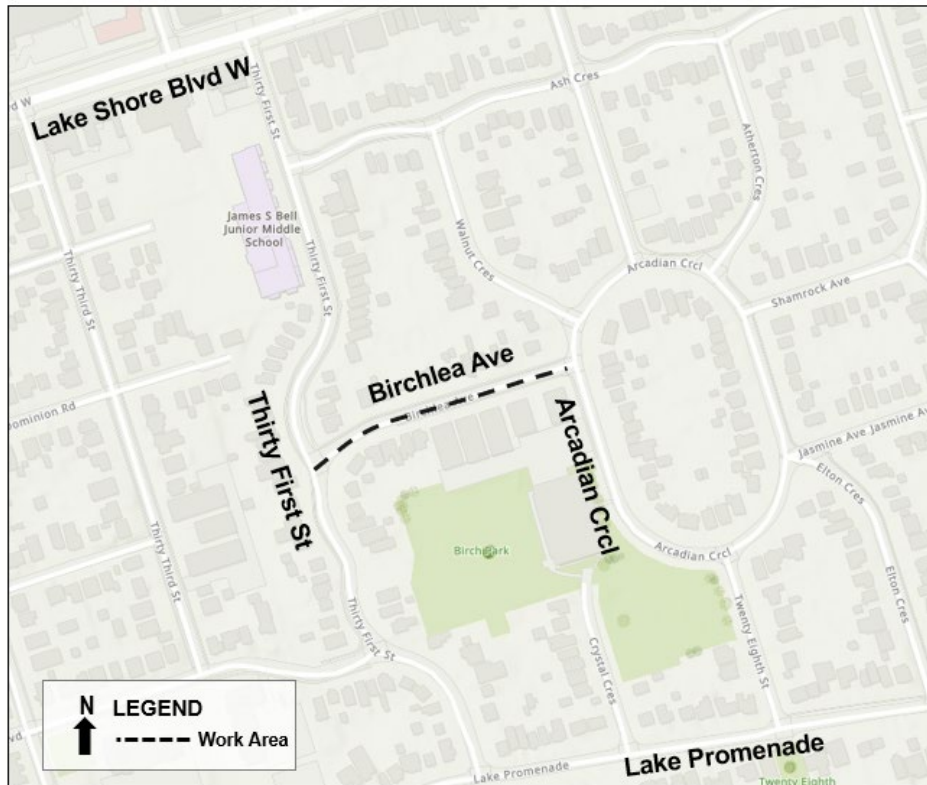 Lake Shore Blvd W
d W
Thirty First St
Ash Cres
Atherton Cres
James S Bell
Junior Middle
School
Walnut Cres
Thirty First St
Arcadian Crcl
Shamrock Ave
Thirty Third St
Birchlea Ave
Birchlea Ave
Dominion Rd
Thirty First St
Arcadian Crcl
Jasmine Ave
Jasmine Ave
Elton Cres
Birch Park
Arcadian Crcl
Thirty Third St
Elton Cres
Thirty First St
Crystal Cres
Twenty Eighth St
N
LEGEND
Work Area
vd
Lake Promenade
Lake Promenade
Twenty Eighth